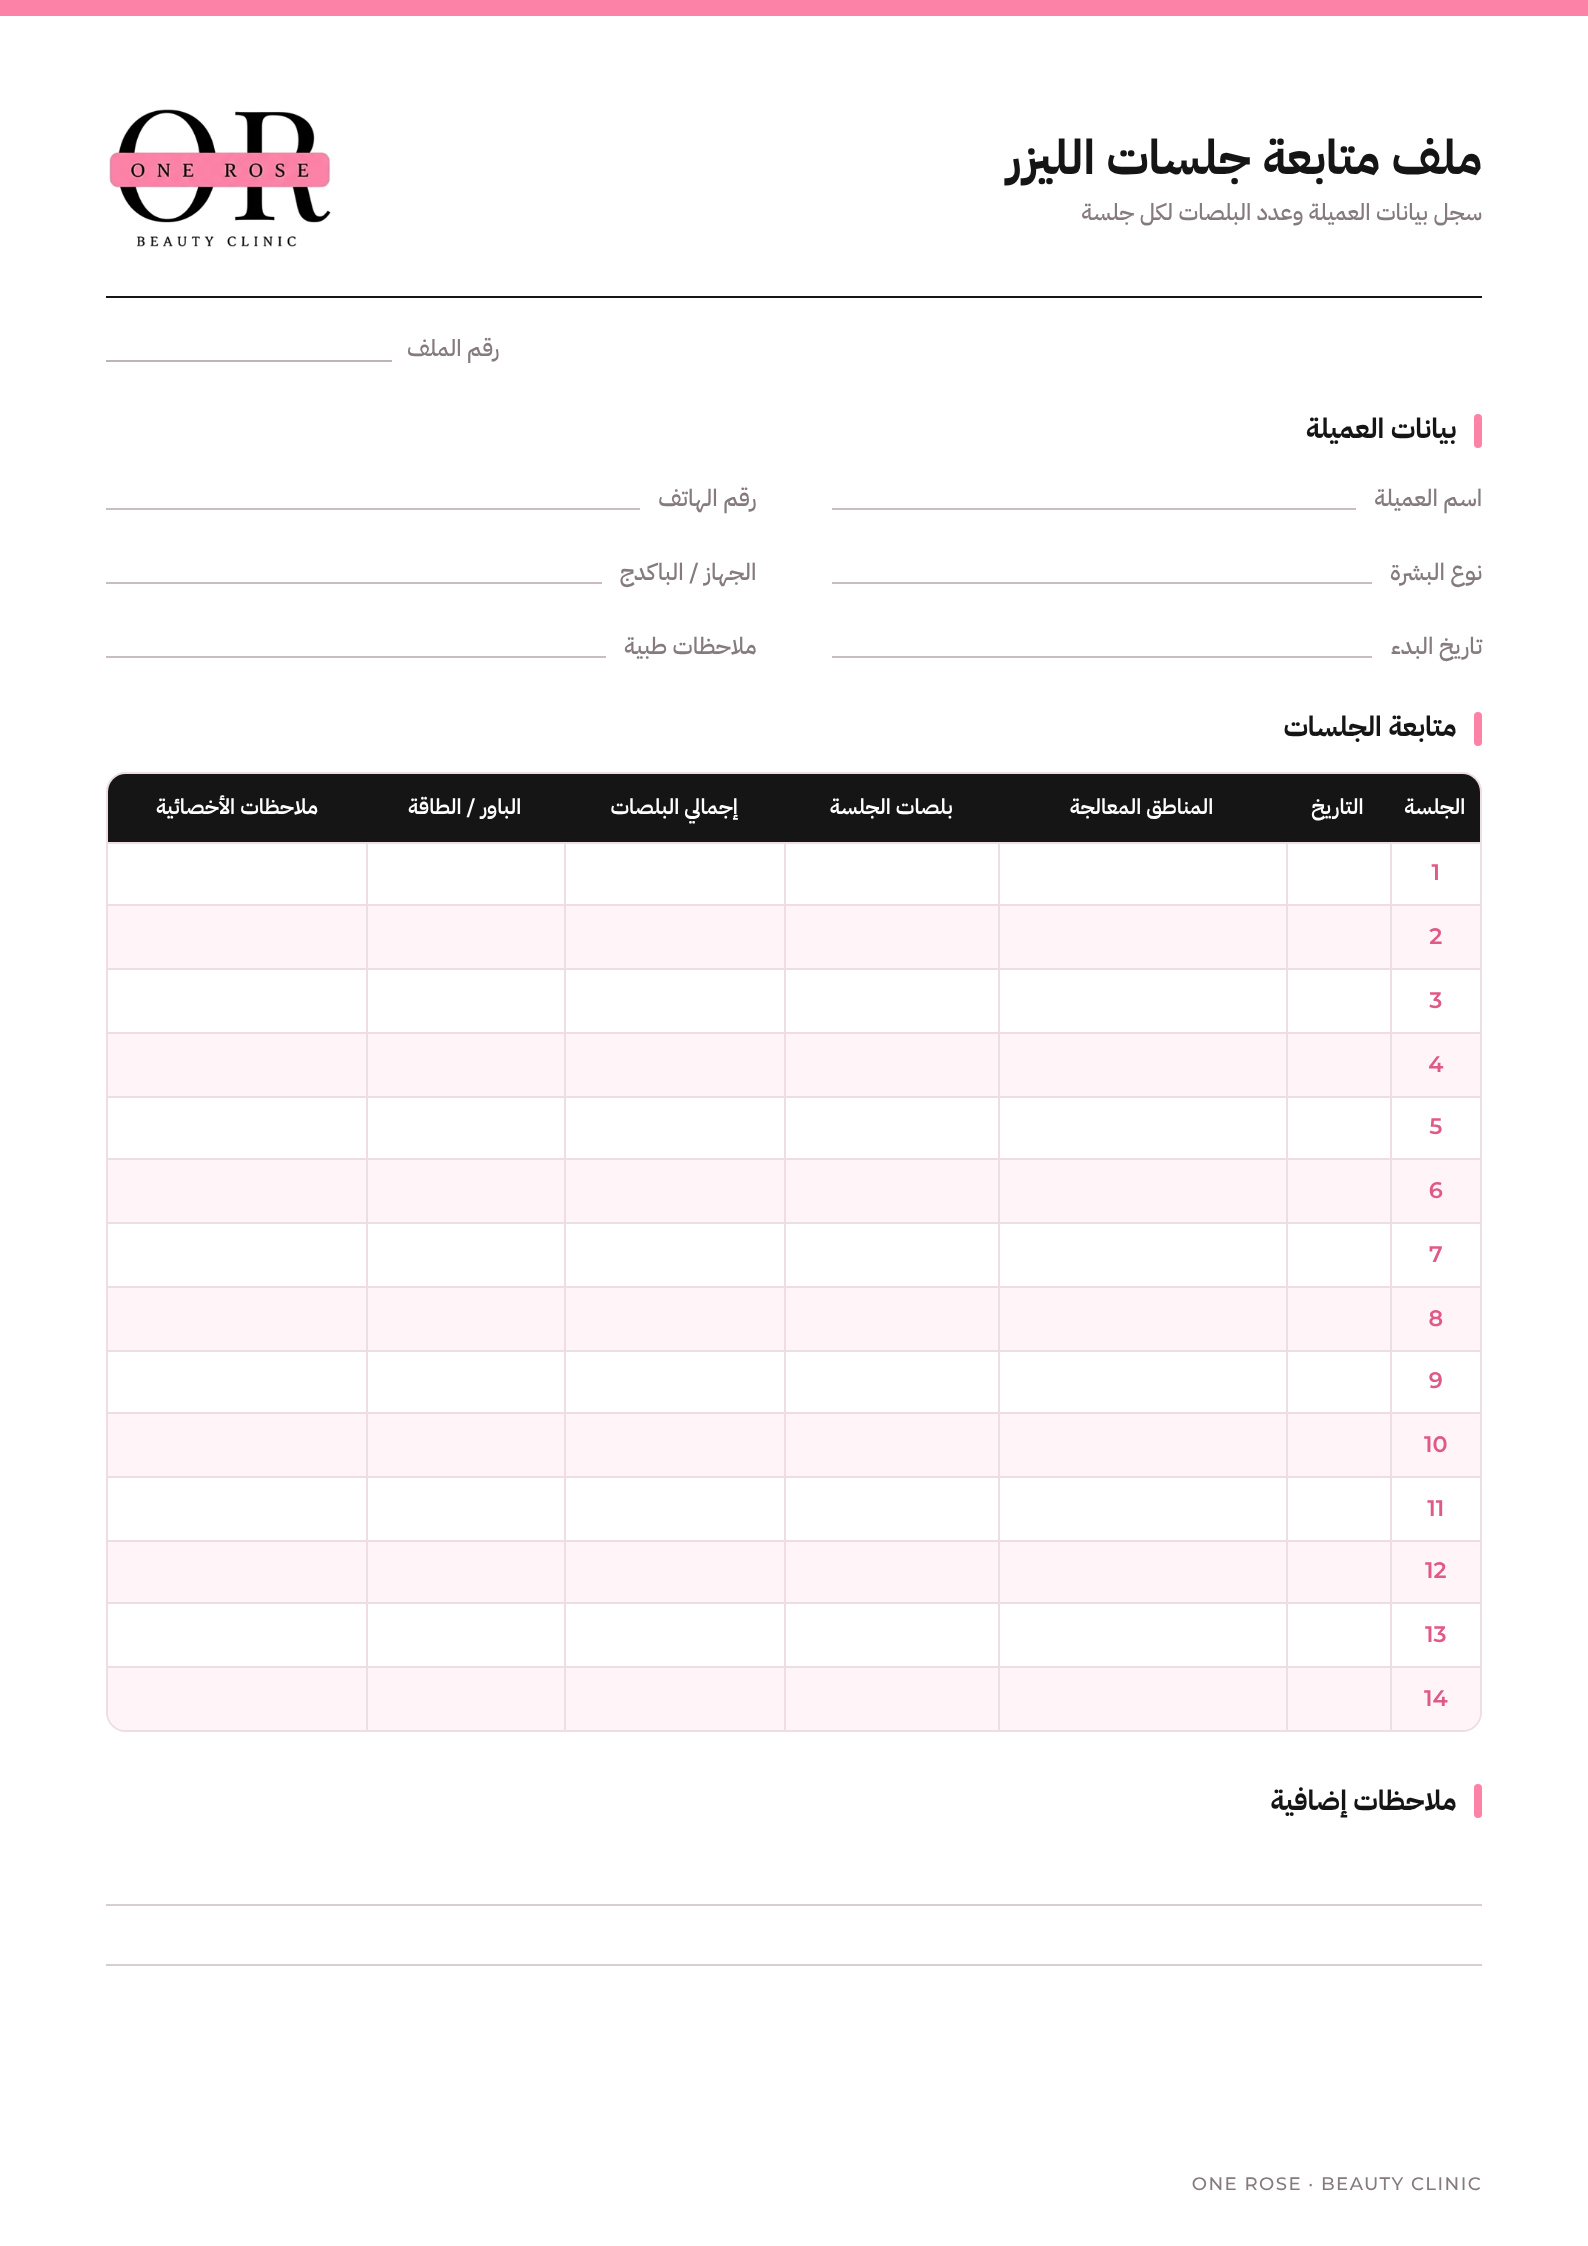 ملف متابعة جلسات الليزر
سجل بيانات العميلة وعدد البلصات لكل جلسة
OR
ONE ROSE
BEAUTY CLINIC
رقم الملف
بيانات العميلة
اسم العميلة رقم الهاتف
نوع البشرة الجهاز / الباكدج
تاريخ البدء ملاحظات طبية
متابعة الجلسات
الجلسة التاريخ المناطق المعالجة بلصات الجلسة إجمالي البلصات الباور / الطاقة ملاحظات الأخصائية
1
2
3
4
5
6
7
8
9
10
11
12
13
14
ملاحظات إضافية
ONE ROSE · BEAUTY CLINIC